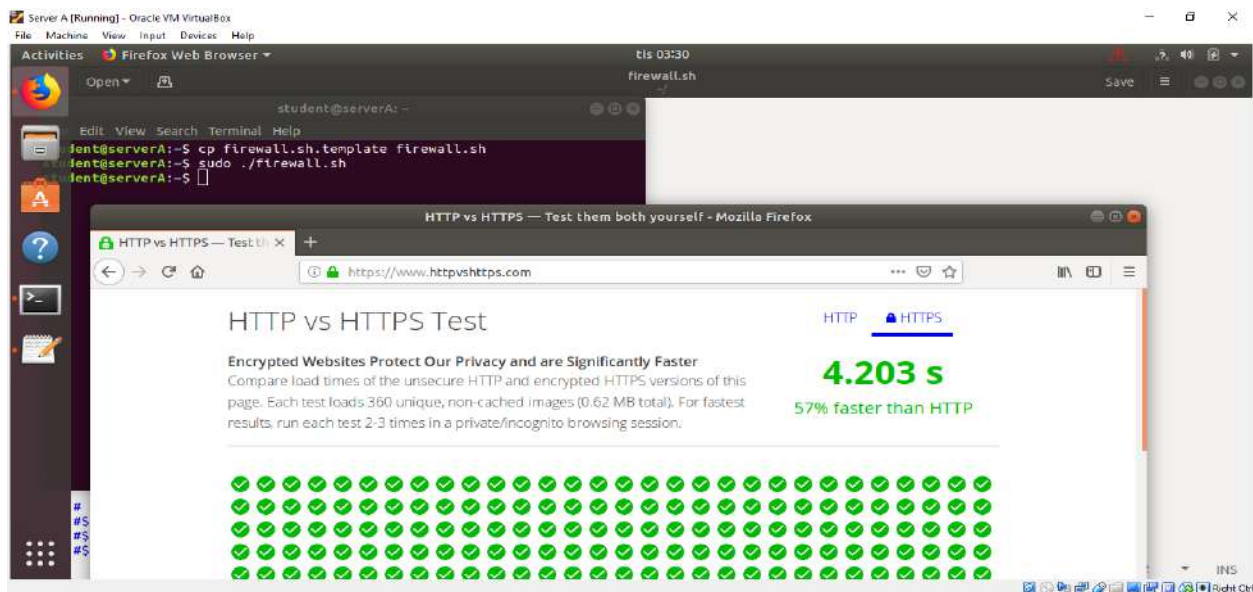 Server A [Running] - Oracle VM VirtualBox
File Machine View Input Devices Help
Activities Firefox Web Browser tis 03:30
Open firewall.sh Save
~/
student@serverA: ~
Edit View Search Terminal Help
dent@serverA:~$ cp firewall.sh.template firewall.sh
dent@serverA:~$ sudo ./firewall.sh
dent@serverA:~$
HTTP vs HTTPS — Test them both yourself - Mozilla Firefox
HTTP vs HTTPS — Test th
https://www.httpvshttps.com
HTTP vs HTTPS Test
HTTP HTTPS
Encrypted Websites Protect Our Privacy and are Significantly Faster
Compare load times of the unsecure HTTP and encrypted HTTPS versions of this
page. Each test loads 360 unique, non-cached images (0.62 MB total). For fastest
results, run each test 2-3 times in a private/incognito browsing session.
4.203 s
57% faster than HTTP
#
#$
#$
#$
INS
Right Ctrl